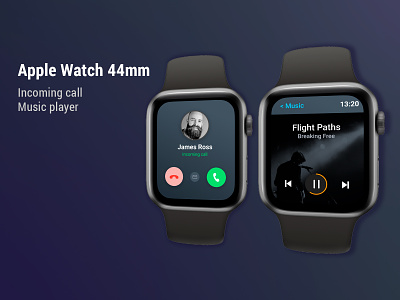 Apple Watch 44mm
Incoming call
Music player
James Ross
Incoming call
< Music
13:20
Flight Paths
Breaking Free